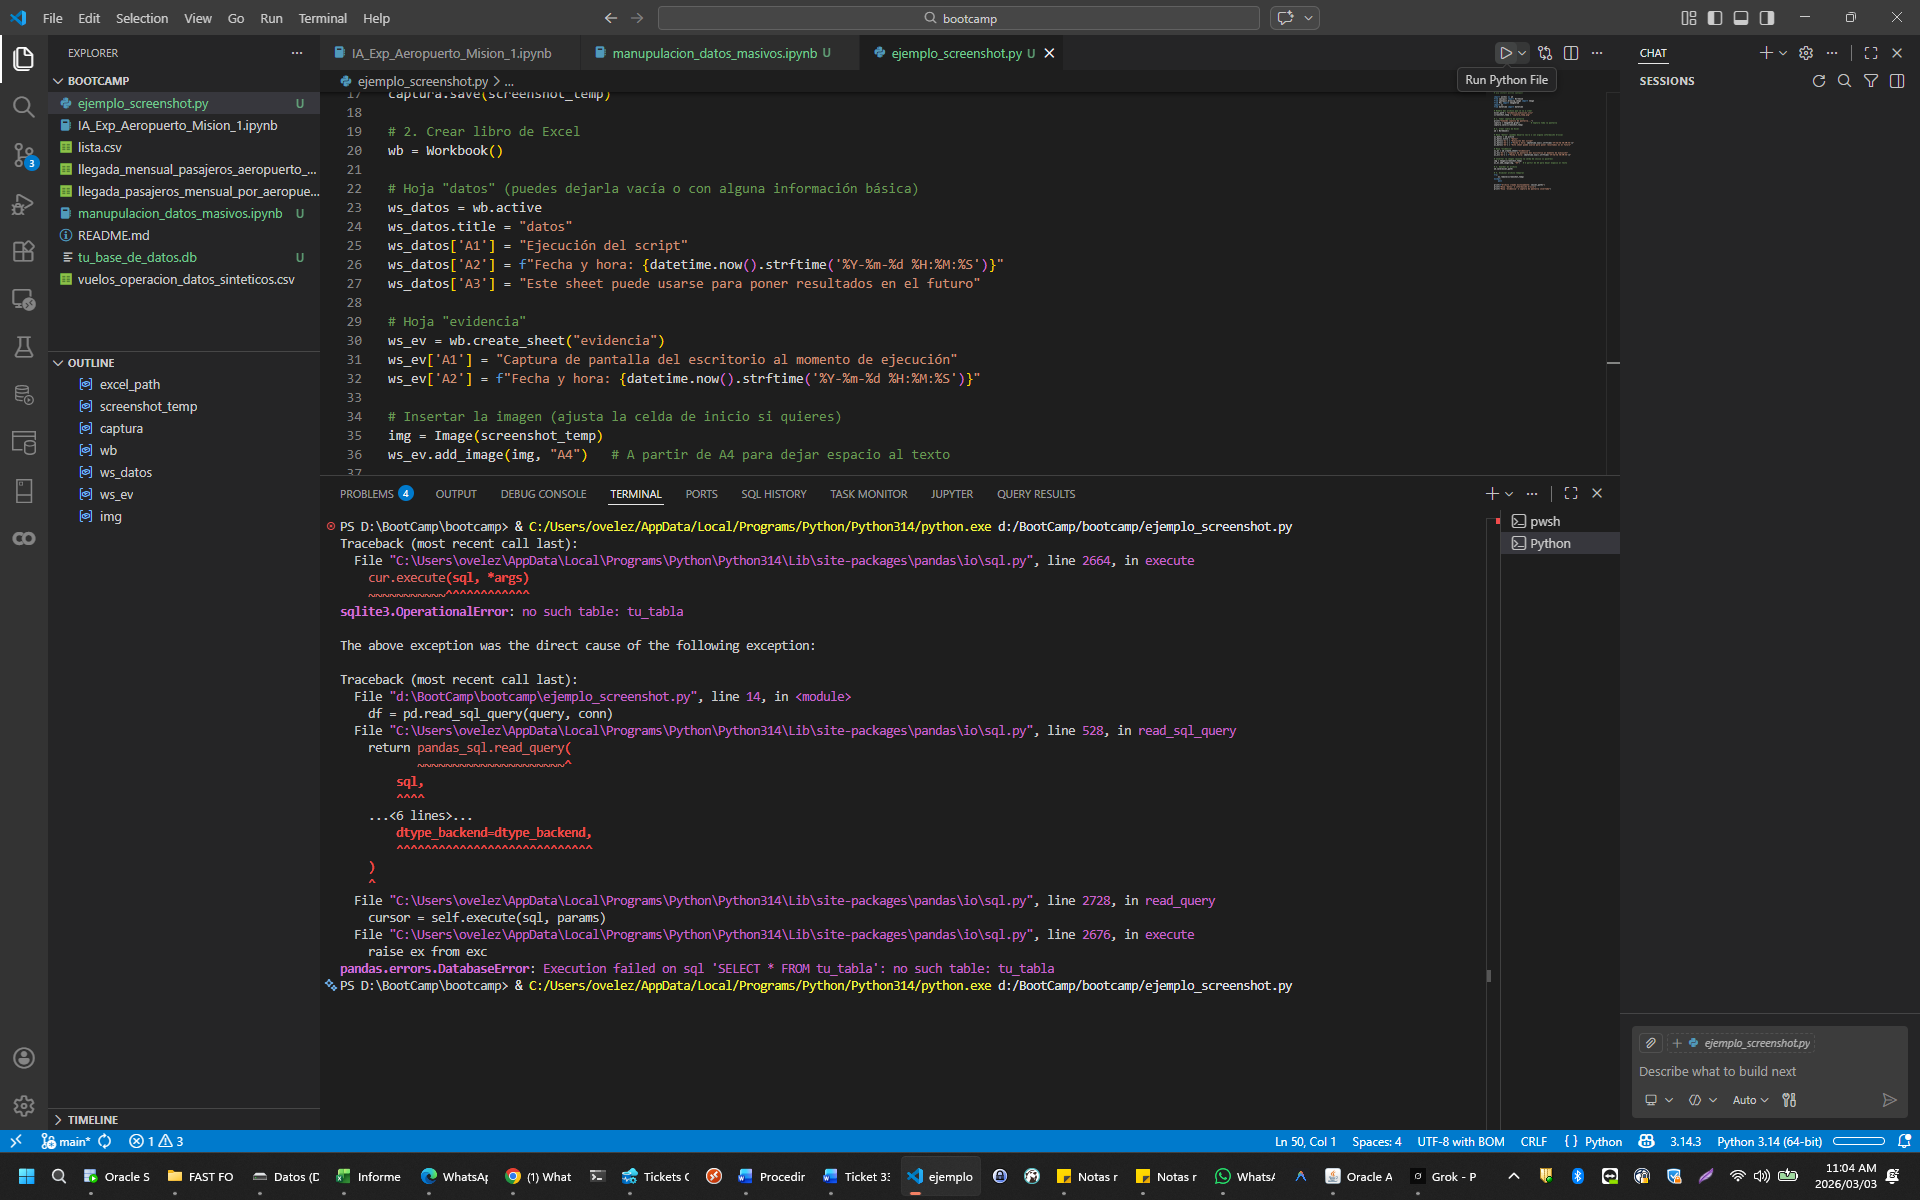 File Edit Selection View Go Run Terminal Help
bootcamp
EXPLORER
BOOTCAMP
ejemplo_screenshot.py U
IA_Exp_Aeropuerto_Mision_1.ipynb
lista.csv
llegada_mensual_pasajeros_aeropuerto_...
llegada_pasajeros_mensual_por_aeropue...
manupulacion_datos_masivos.ipynb U
README.md
tu_base_de_datos.db U
vuelos_operacion_datos_sinteticos.csv
3
OUTLINE
excel_path
screenshot_temp
captura
wb
ws_datos
ws_ev
img
TIMELINE
IA_Exp_Aeropuerto_Mision_1.ipynb
manupulacion_datos_masivos.ipynb U
ejemplo_screenshot.py U
Run Python File
ejemplo_screenshot.py > ...
17 captura.save(screenshot_temp)
18
19 # 2. Crear libro de Excel
20 wb = Workbook()
21
22 # Hoja "datos" (puedes dejarla vacía o con alguna información básica)
23 ws_datos = wb.active
24 ws_datos.title = "datos"
25 ws_datos['A1'] = "Ejecución del script"
26 ws_datos['A2'] = f"Fecha y hora: {datetime.now().strftime('%Y-%m-%d %H:%M:%S')}"
27 ws_datos['A3'] = "Este sheet puede usarse para poner resultados en el futuro"
28
29 # Hoja "evidencia"
30 ws_ev = wb.create_sheet("evidencia")
31 ws_ev['A1'] = "Captura de pantalla del escritorio al momento de ejecución"
32 ws_ev['A2'] = f"Fecha y hora: {datetime.now().strftime('%Y-%m-%d %H:%M:%S')}"
33
34 # Insertar la imagen (ajusta la celda de inicio si quieres)
35 img = Image(screenshot_temp)
36 ws_ev.add_image(img, "A4") # A partir de A4 para dejar espacio al texto
37
PROBLEMS 4 OUTPUT DEBUG CONSOLE TERMINAL PORTS SQL HISTORY TASK MONITOR JUPYTER QUERY RESULTS
PS D:\BootCamp\bootcamp> & C:/Users/ovelez/AppData/Local/Programs/Python/Python314/python.exe d:/BootCamp/bootcamp/ejemplo_screenshot.py
Traceback (most recent call last):
File "C:\Users\ovelez\AppData\Local\Programs\Python\Python314\Lib\site-packages\pandas\io\sql.py", line 2664, in execute
cur.execute(sql, *args)
~~~~~~~~~~~^^^^^^^^^^^^
sqlite3.OperationalError: no such table: tu_tabla
The above exception was the direct cause of the following exception:
Traceback (most recent call last):
File "d:\BootCamp\bootcamp\ejemplo_screenshot.py", line 14, in <module>
df = pd.read_sql_query(query, conn)
File "C:\Users\ovelez\AppData\Local\Programs\Python\Python314\Lib\site-packages\pandas\io\sql.py", line 528, in read_sql_query
return pandas_sql.read_query(
~~~~~~~~~~~~~~~~~~~~~^
sql,
^^^^
...<6 lines>...
dtype_backend=dtype_backend,
^^^^^^^^^^^^^^^^^^^^^^^^^^^^
)
^
File "C:\Users\ovelez\AppData\Local\Programs\Python\Python314\Lib\site-packages\pandas\io\sql.py", line 2728, in read_query
cursor = self.execute(sql, params)
File "C:\Users\ovelez\AppData\Local\Programs\Python\Python314\Lib\site-packages\pandas\io\sql.py", line 2676, in execute
raise ex from exc
pandas.errors.DatabaseError: Execution failed on sql 'SELECT * FROM tu_tabla': no such table: tu_tabla
PS D:\BootCamp\bootcamp> & C:/Users/ovelez/AppData/Local/Programs/Python/Python314/python.exe d:/BootCamp/bootcamp/ejemplo_screenshot.py
pwsh
Python
CHAT
SESSIONS
ejemplo_screenshot.py
Describe what to build next
Auto
main* 1 3
Ln 50, Col 1 Spaces: 4 UTF-8 with BOM CRLF { } Python 3.14.3 Python 3.14 (64-bit)
Oracle S FAST FO Datos (D Informe WhatsAp (1) What Tickets C Procedir Ticket 33 ejemplo Notas r Notas r WhatsA Oracle A Grok - P
11:04 AM
2026/03/03